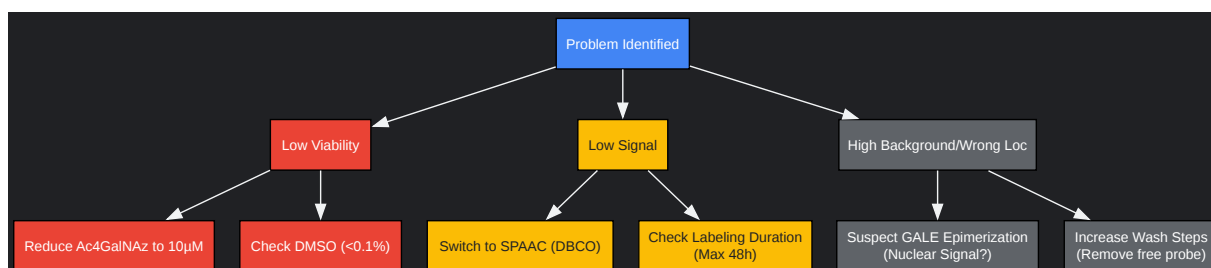 Problem Identified
Low Viability
Low Signal
High Background/Wrong Loc
Reduce Ac4GalNAz to 10µM
Check DMSO (<0.1%)
Switch to SPAAC (DBCO)
Check Labeling Duration
(Max 48h)
Suspect GALE Epimerization
(Nuclear Signal?)
Increase Wash Steps
(Remove free probe)